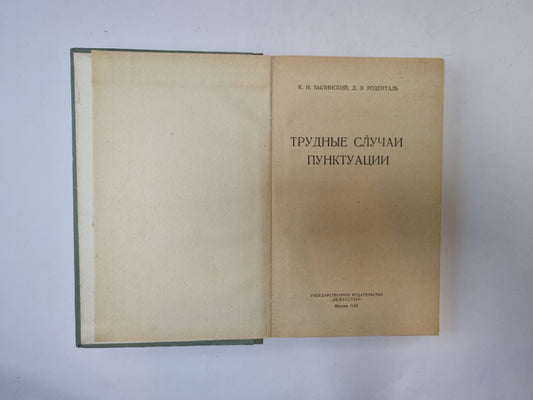 К. И. БЫЛИНСКИЙ, Д. Э. РОЗЕНТАЛЬ
ТРУДНЫЕ СЛУЧАИ
ПУНКТУАЦИИ
ГОСУДАРСТВЕННОЕ ИЗДАТЕЛЬСТВО
„ИСКУССТВО“
Москва